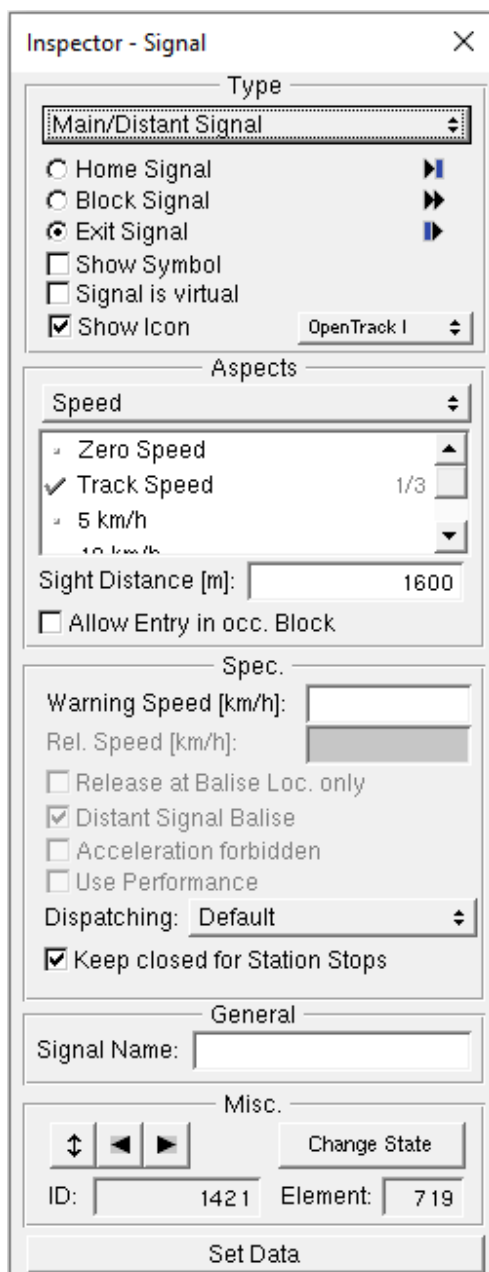 Inspector - Signal
Type
Main/Distant Signal
Home Signal
Block Signal
Exit Signal
Show Symbol
Signal is virtual
Show Icon OpenTrack I
Aspects
Speed
Zero Speed
Track Speed 1/3
5 km/h
10 km/h
Sight Distance [m]: 1600
Allow Entry in occ. Block
Spec.
Warning Speed [km/h]:
Rel. Speed [km/h]:
Release at Balise Loc. only
Distant Signal Balise
Acceleration forbidden
Use Performance
Dispatching: Default
Keep closed for Station Stops
General
Signal Name:
Misc.
Change State
ID: 1421 Element: 719
Set Data